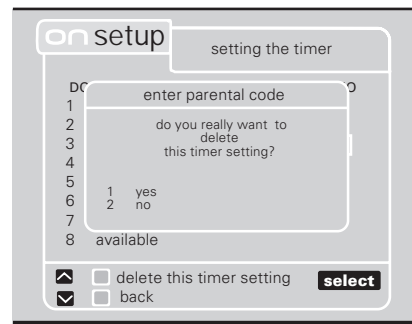 on setup
setting the timer
enter parental code
do you really want to
delete
this timer setting?
1 yes
2 no
1
2
3
4
5
6
7
8 available
delete this timer setting
back
select